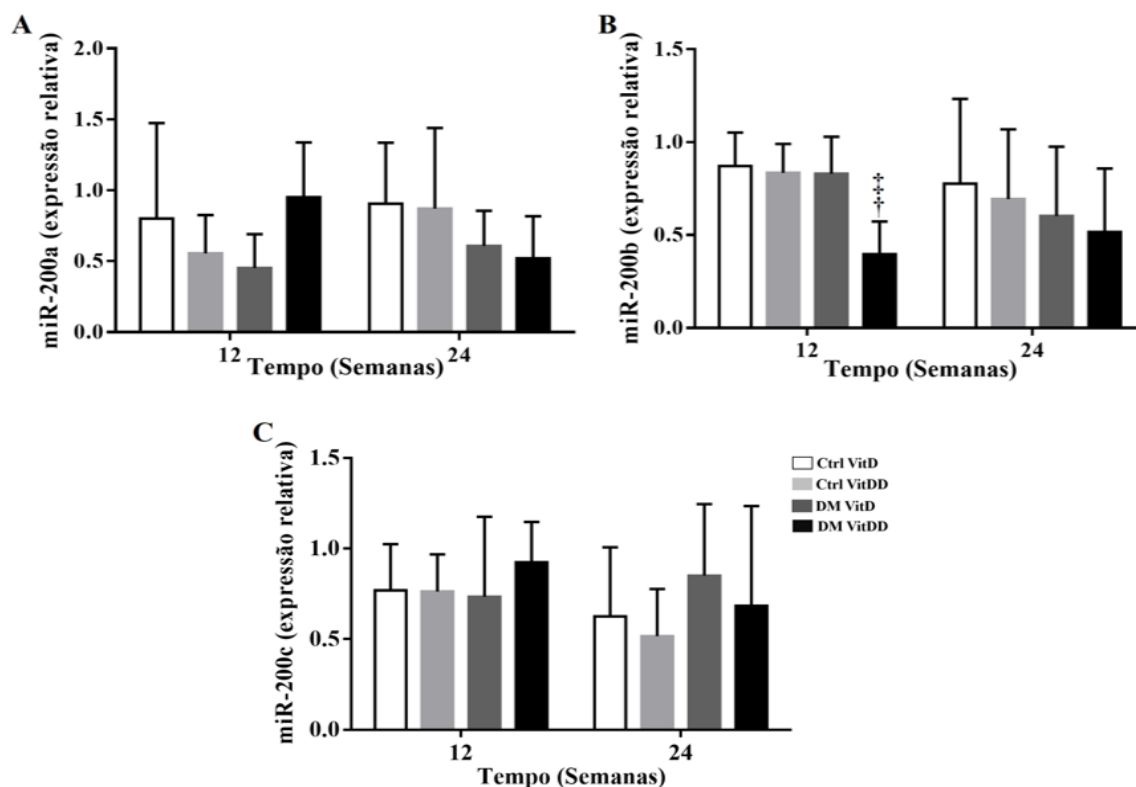 A
miR-200a (expressão relativa)
2.0
1.5
1.0
0.5
0.0
12
24
Tempo (Semanas)
B
miR-200b (expressão relativa)
1.5
1.0
0.5
0.0
‡‡‡
12
24
Tempo (Semanas)
C
miR-200c (expressão relativa)
1.5
1.0
0.5
0.0
12
24
Tempo (Semanas)
Ctrl VitD
Ctrl VitDD
DM VitD
DM VitDD